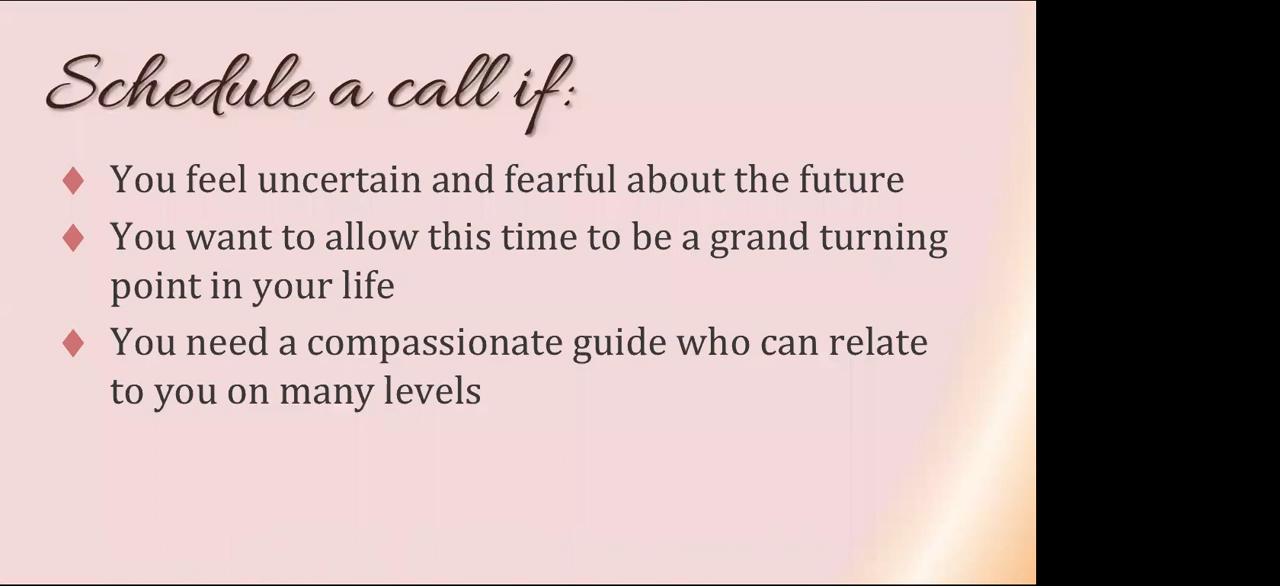 Schedule a call if:
You feel uncertain and fearful about the future
You want to allow this time to be a grand turning
point in your life
You need a compassionate guide who can relate
to you on many levels